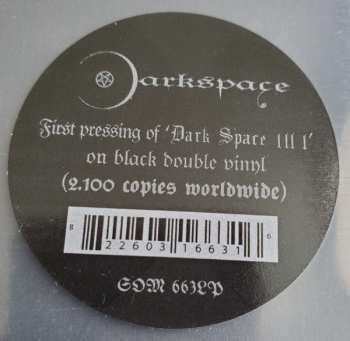 Darkspace
First pressing of 'Dark Space III I'
on black double vinyl
(2.100 copies worldwide)
8 22603 16631 6
SOM 663LP